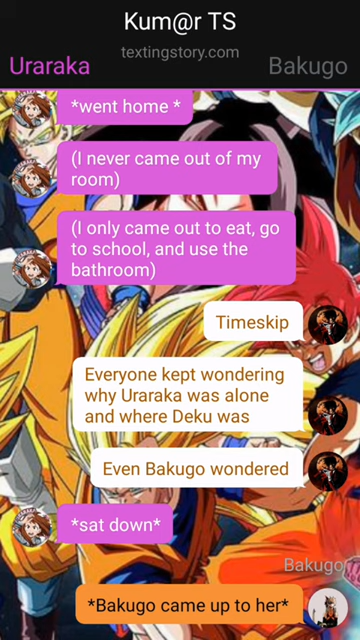 Kum@r TS
textingstory.com
Uraraka
Bakugo
*went home *
(I never came out of my
room)
(I only came out to eat, go
to school, and use the
bathroom)
Timeskip
Everyone kept wondering
why Uraraka was alone
and where Deku was
Even Bakugo wondered
*sat down*
Bakugo
*Bakugo came up to her*